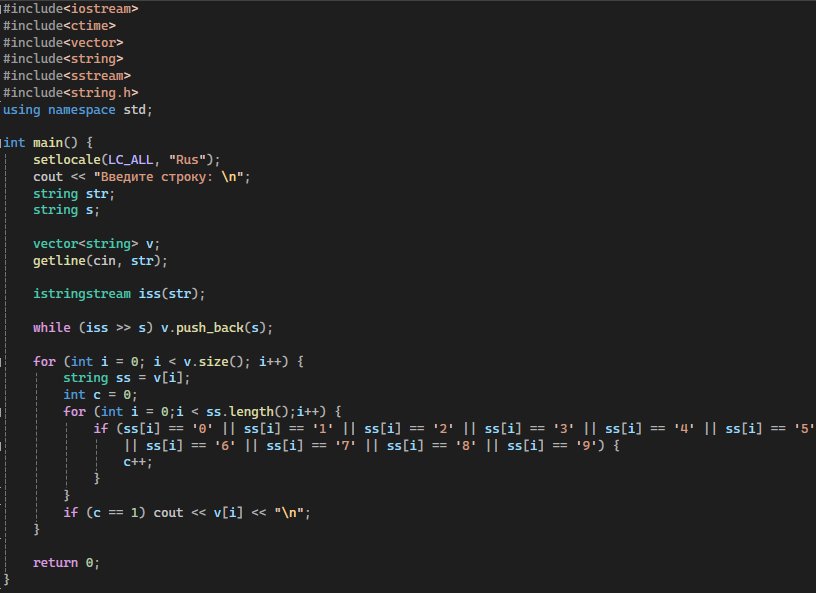 #include<iostream>
#include<ctime>
#include<vector>
#include<string>
#include<sstream>
#include<string.h>
using namespace std;
int main() {
setlocale(LC_ALL, "Rus");
cout << "Введите строку: \n";
string str;
string s;
vector<string> v;
getline(cin, str);
istringstream iss(str);
while (iss >> s) v.push_back(s);
for (int i = 0; i < v.size(); i++) {
string ss = v[i];
int c = 0;
for (int i = 0;i < ss.length();i++) {
if (ss[i] == '0' || ss[i] == '1' || ss[i] == '2' || ss[i] == '3' || ss[i] == '4' || ss[i] == '5'
|| ss[i] == '6' || ss[i] == '7' || ss[i] == '8' || ss[i] == '9') {
c++;
}
}
if (c == 1) cout << v[i] << "\n";
}
return 0;
}